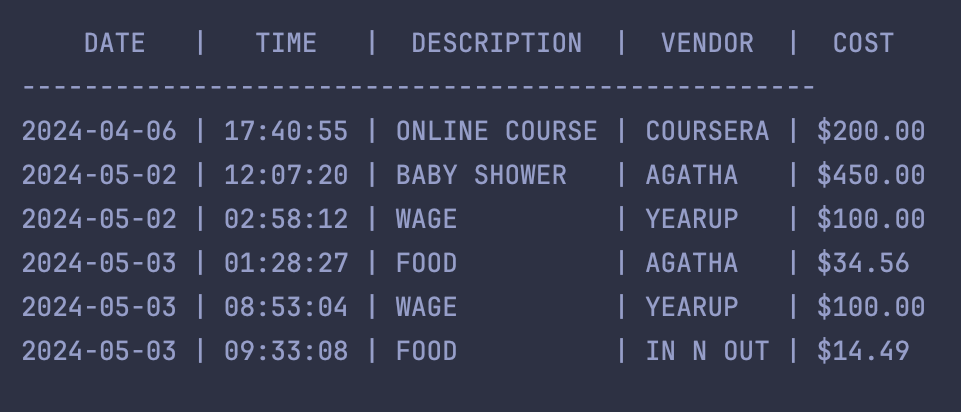 DATE | TIME | DESCRIPTION | VENDOR | COST
---------------------------------------------------
2024-04-06 | 17:40:55 | ONLINE COURSE | COURSERA | $200.00
2024-05-02 | 12:07:20 | BABY SHOWER | AGATHA | $450.00
2024-05-02 | 02:58:12 | WAGE | YEARUP | $100.00
2024-05-03 | 01:28:27 | FOOD | AGATHA | $34.56
2024-05-03 | 08:53:04 | WAGE | YEARUP | $100.00
2024-05-03 | 09:33:08 | FOOD | IN N OUT | $14.49